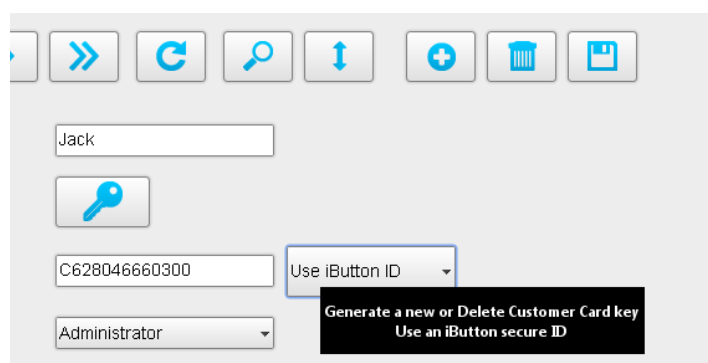 Jack
C628046660300
Use iButton ID
Generate a new or Delete Customer Card key
Use an iButton secure ID
Administrator